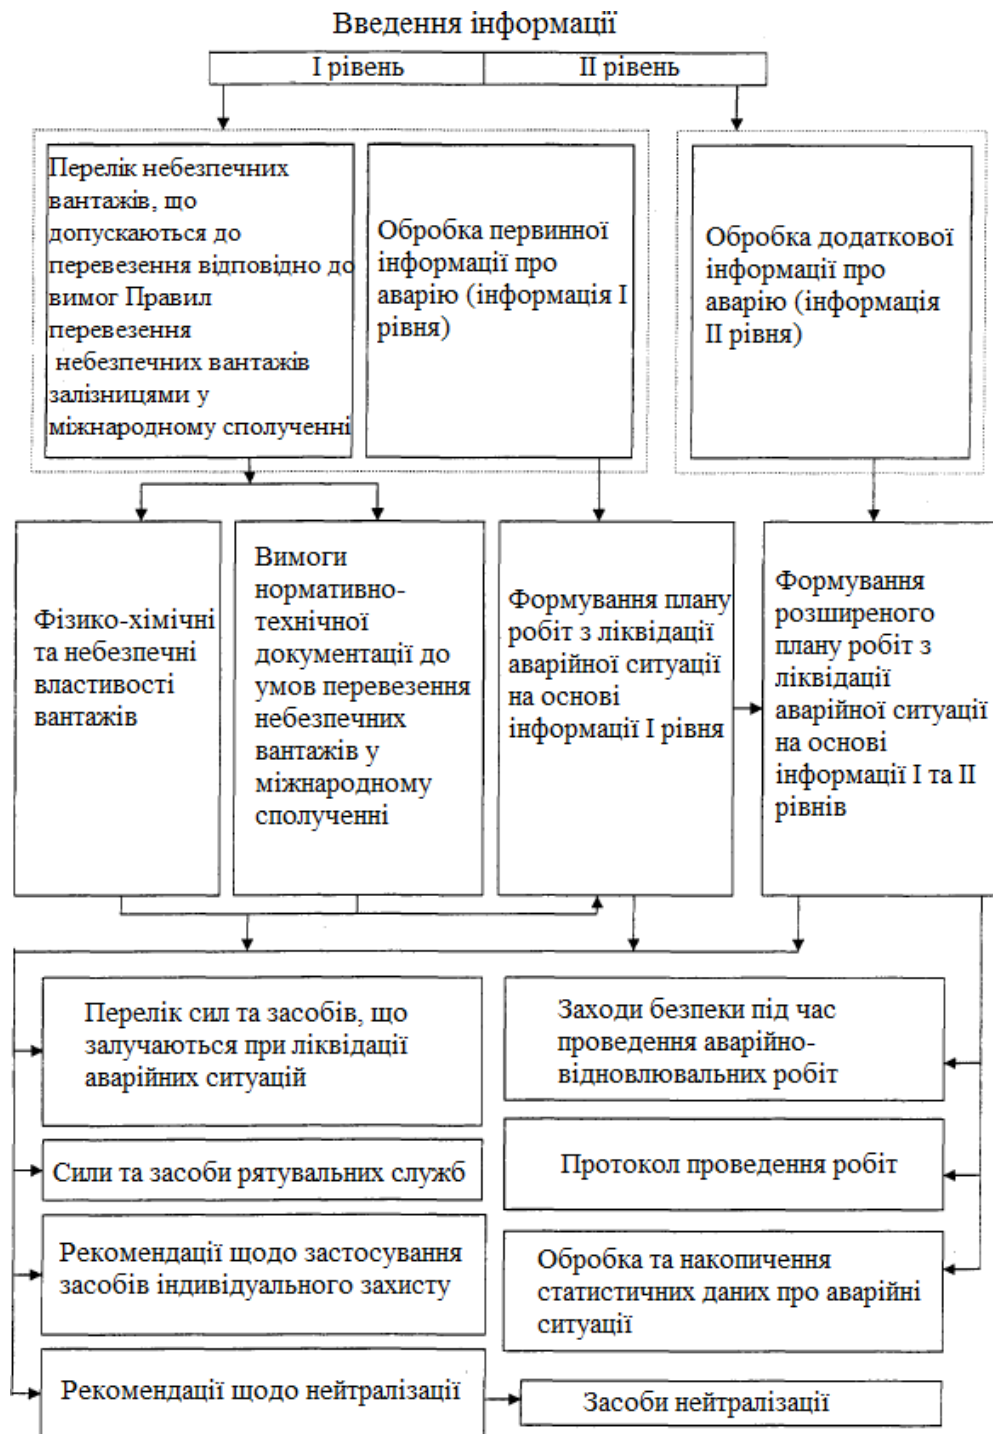 Введення інформації
І рівень
ІІ рівень
Перелік небезпечних
вантажів, що
допускаються до
перевезення відповідно до
вимог Правил
перевезення
небезпечних вантажів
залізницями у
міжнародному сполученні
Обробка первинної
інформації про
аварію (інформація І
рівня)
Обробка додаткової
інформації про
аварію (інформація
ІІ рівня)
Фізико-хімічні
та небезпечні
властивості
вантажів
Вимоги
нормативно-
технічної
документації до
умов перевезення
небезпечних
вантажів у
міжнародному
сполученні
Формування плану
робіт з ліквідації
аварійної ситуації
на основі
інформації І рівня
Формування
розширеного
плану робіт з
ліквідації
аварійної ситуації
на основі
інформації І та ІІ
рівнів
Перелік сил та засобів, що
залучаються при ліквідації
аварійних ситуацій
Сили та засоби рятувальних служб
Рекомендації щодо застосування
засобів індивідуального захисту
Рекомендації щодо нейтралізації
Заходи безпеки під час
проведення аварійно-
відновлювальних робіт
Протокол проведення робіт
Обробка та накопичення
статистичних даних про аварійні
ситуації
Засоби нейтралізації